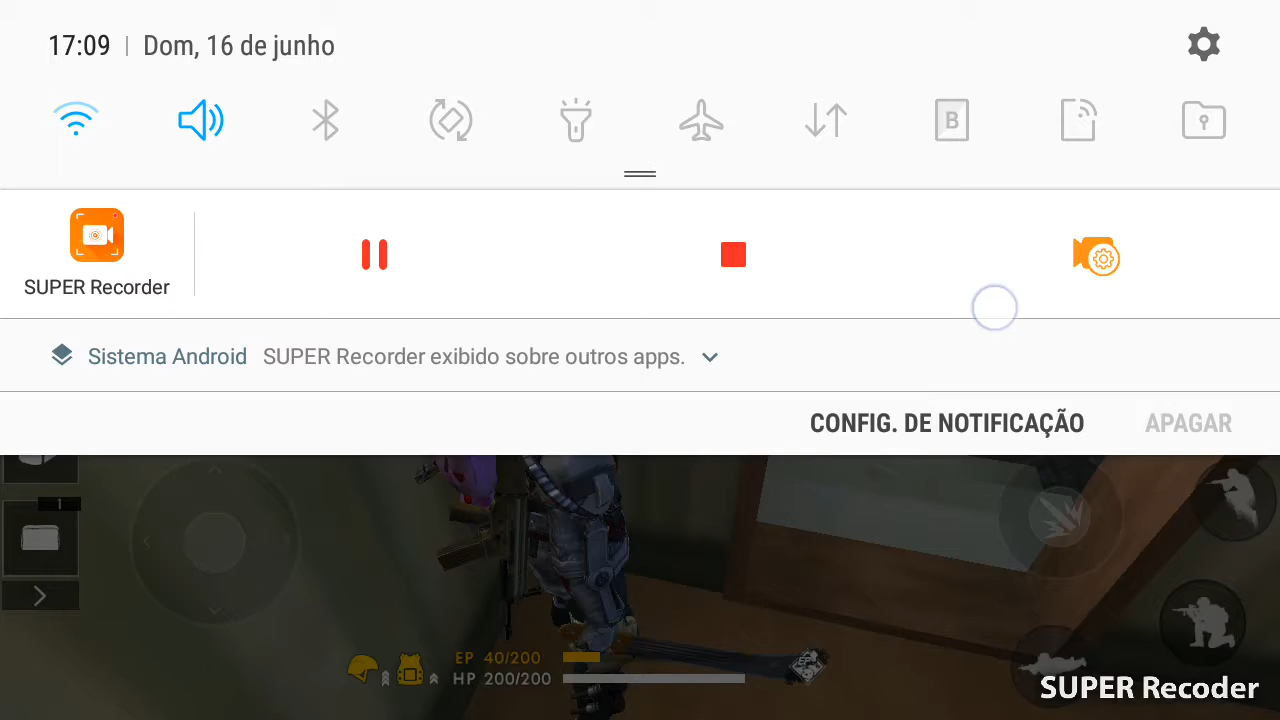 17:09 | Dom, 16 de junho
B
SUPER Recorder
Sistema Android SUPER Recorder exibido sobre outros apps.
CONFIG. DE NOTIFICAÇÃO APAGAR
1
EP 40/200
EP
HP 200/200
SUPER Recoder